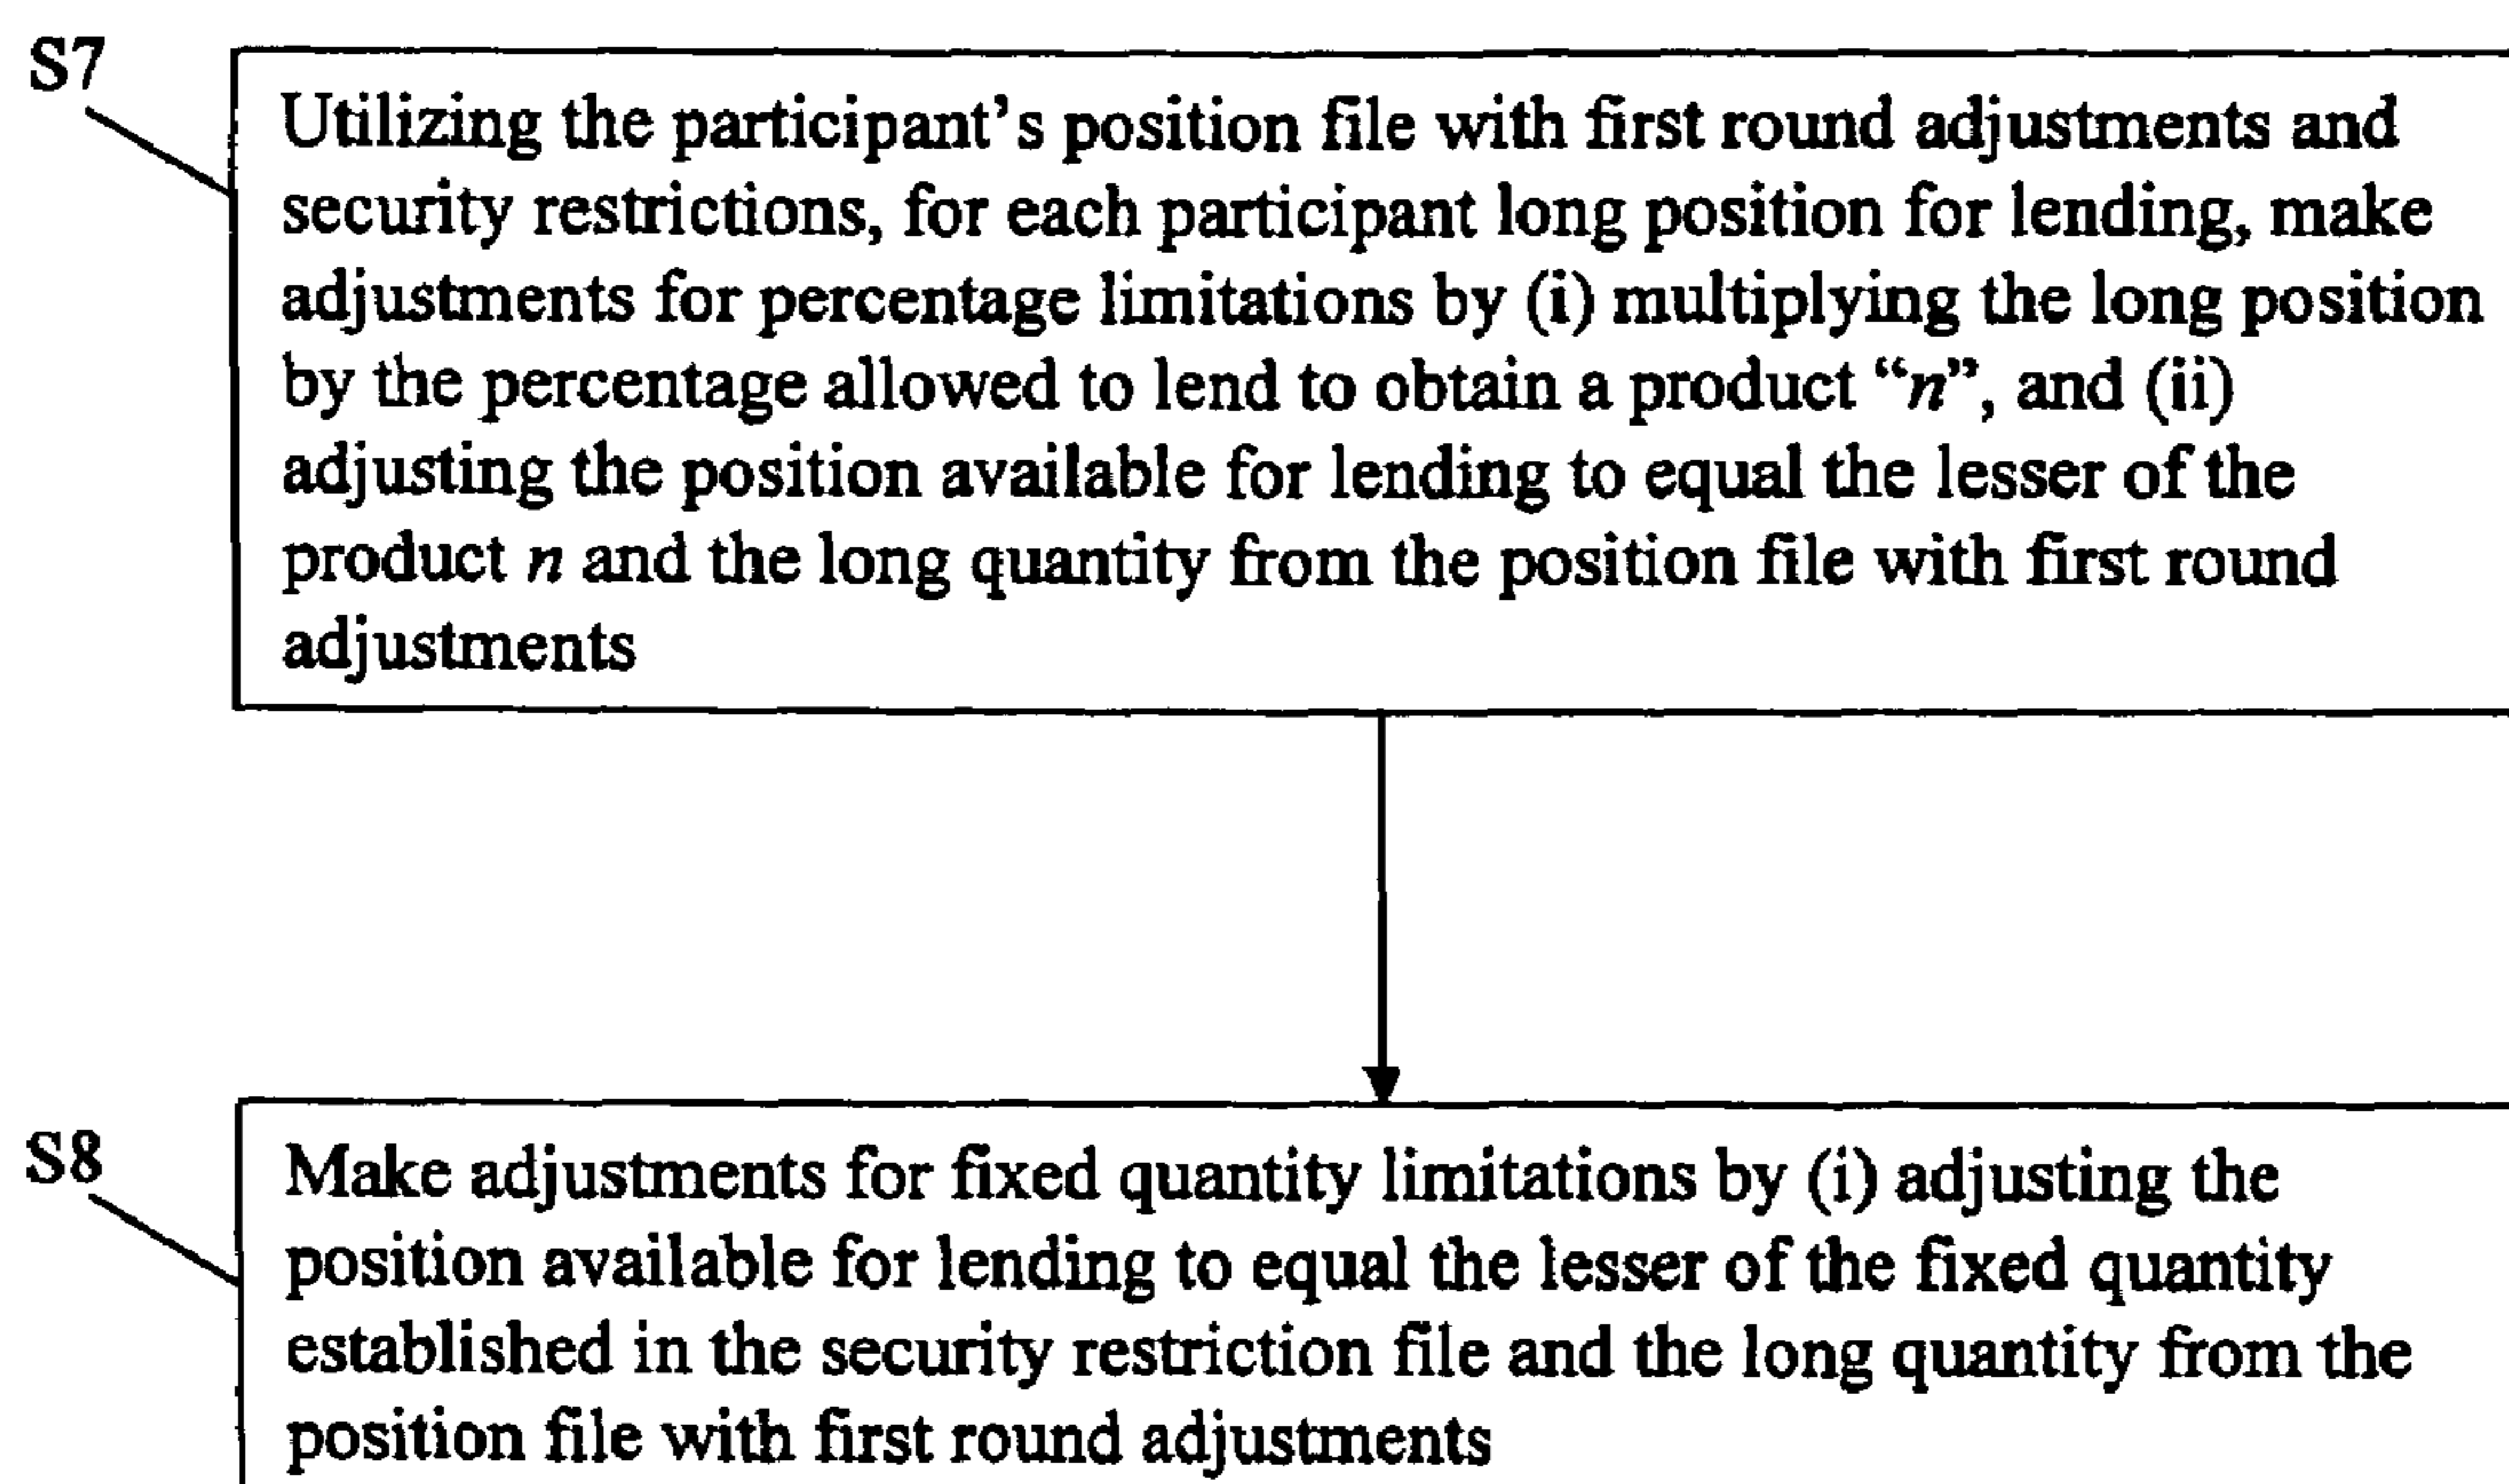 S7
Utilizing the participant’s position file with first round adjustments and
security restrictions, for each participant long position for lending, make
adjustments for percentage limitations by (i) multiplying the long position
by the percentage allowed to lend to obtain a product “n”, and (ii)
adjusting the position available for lending to equal the lesser of the
product n and the long quantity from the position file with first round
adjustments
S8
Make adjustments for fixed quantity limitations by (i) adjusting the
position available for lending to equal the lesser of the fixed quantity
established in the security restriction file and the long quantity from the
position file with first round adjustments